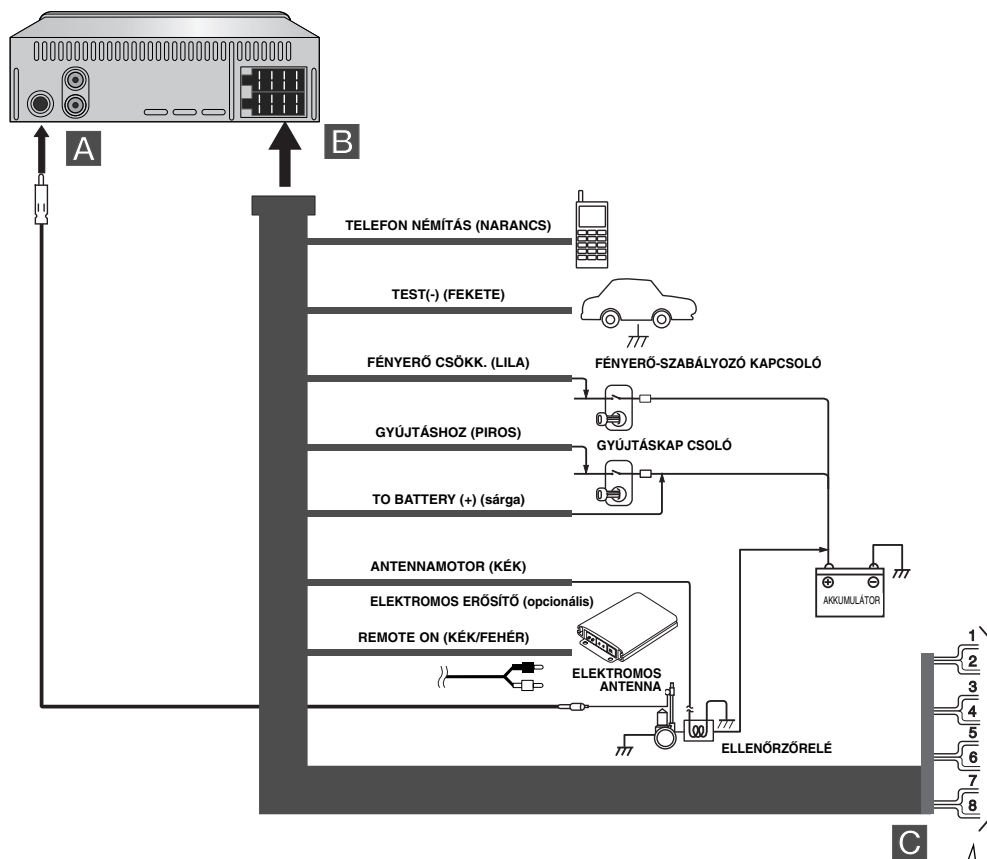 A
B
TELEFON NÉMÍTÁS (NARANCS)
TEST(-) (FEKETE)
FÉNYERŐ CSÖKK. (LILA)
FÉNYERŐ-SZABÁLYOZÓ KAPCSOLÓ
GYÚJTÁSHOZ (PIROS)
GYÚJTÁSKAP CSOLÓ
TO BATTERY (+) (sárga)
ANTENNAMOTOR (KÉK)
AKKUMULÁTOR
ELEKTROMOS ERŐSÍTŐ (opcionális)
REMOTE ON (KÉK/FEHÉR)
ELEKTROMOS
ANTENNA
ELLENŐRZŐRELÉ
1
2
3
4
5
6
7
8
C